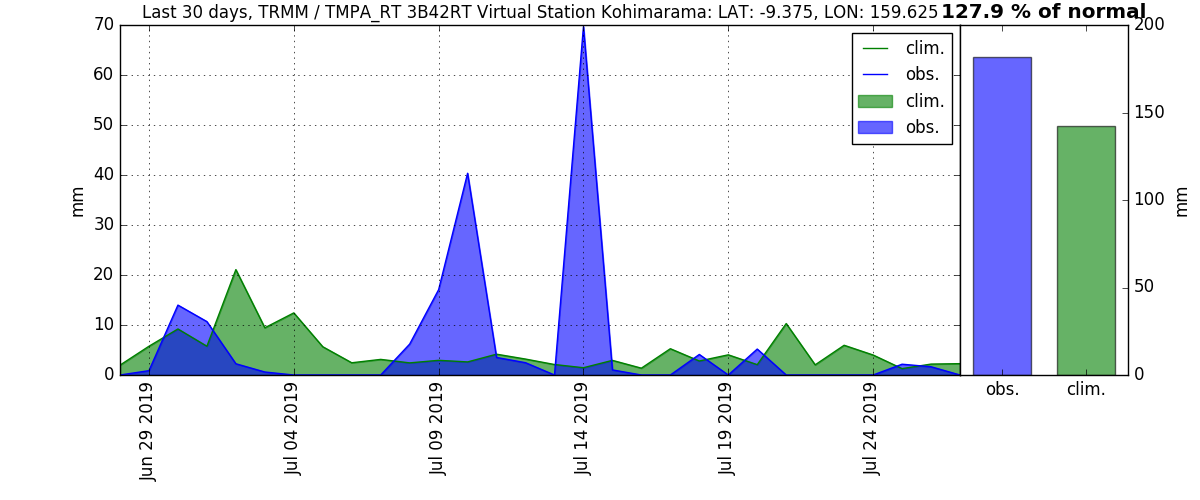 Last 30 days, TRMM / TMPA_RT 3B42RT Virtual Station Kohimarama: LAT: -9.375, LON: 159.625 127.9 % of normal
70
60
50
40
30
20
10
0
mm
clim.
obs.
clim.
obs.
Jun 29 2019
Jul 04 2019
Jul 09 2019
Jul 14 2019
Jul 19 2019
Jul 24 2019
200
150
100
50
0
mm
obs.
clim.